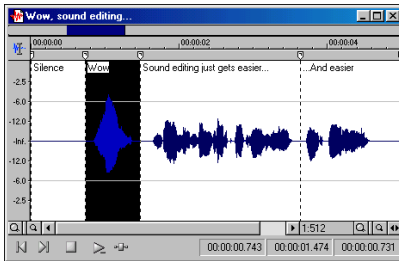 Wow, sound editing...
00:00:00 00:00:02 00:00:04
Silence Wow Sound editing just gets easier... ...And easier
-2.5
-6.0
-12.0
-Inf.
-12.0
-6.0
-2.5
1:512
00:00:00.743 00:00:01.474 00:00:00.731